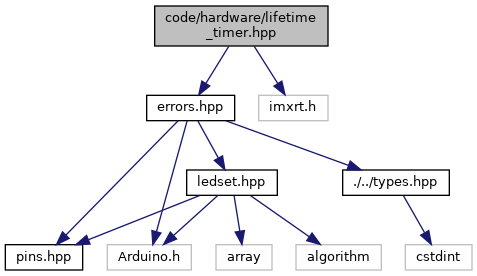 code/hardware/lifetime
_timer.hpp
errors.hpp
imxrt.h
ledset.hpp
./../types.hpp
pins.hpp
Arduino.h
array
algorithm
cstdint